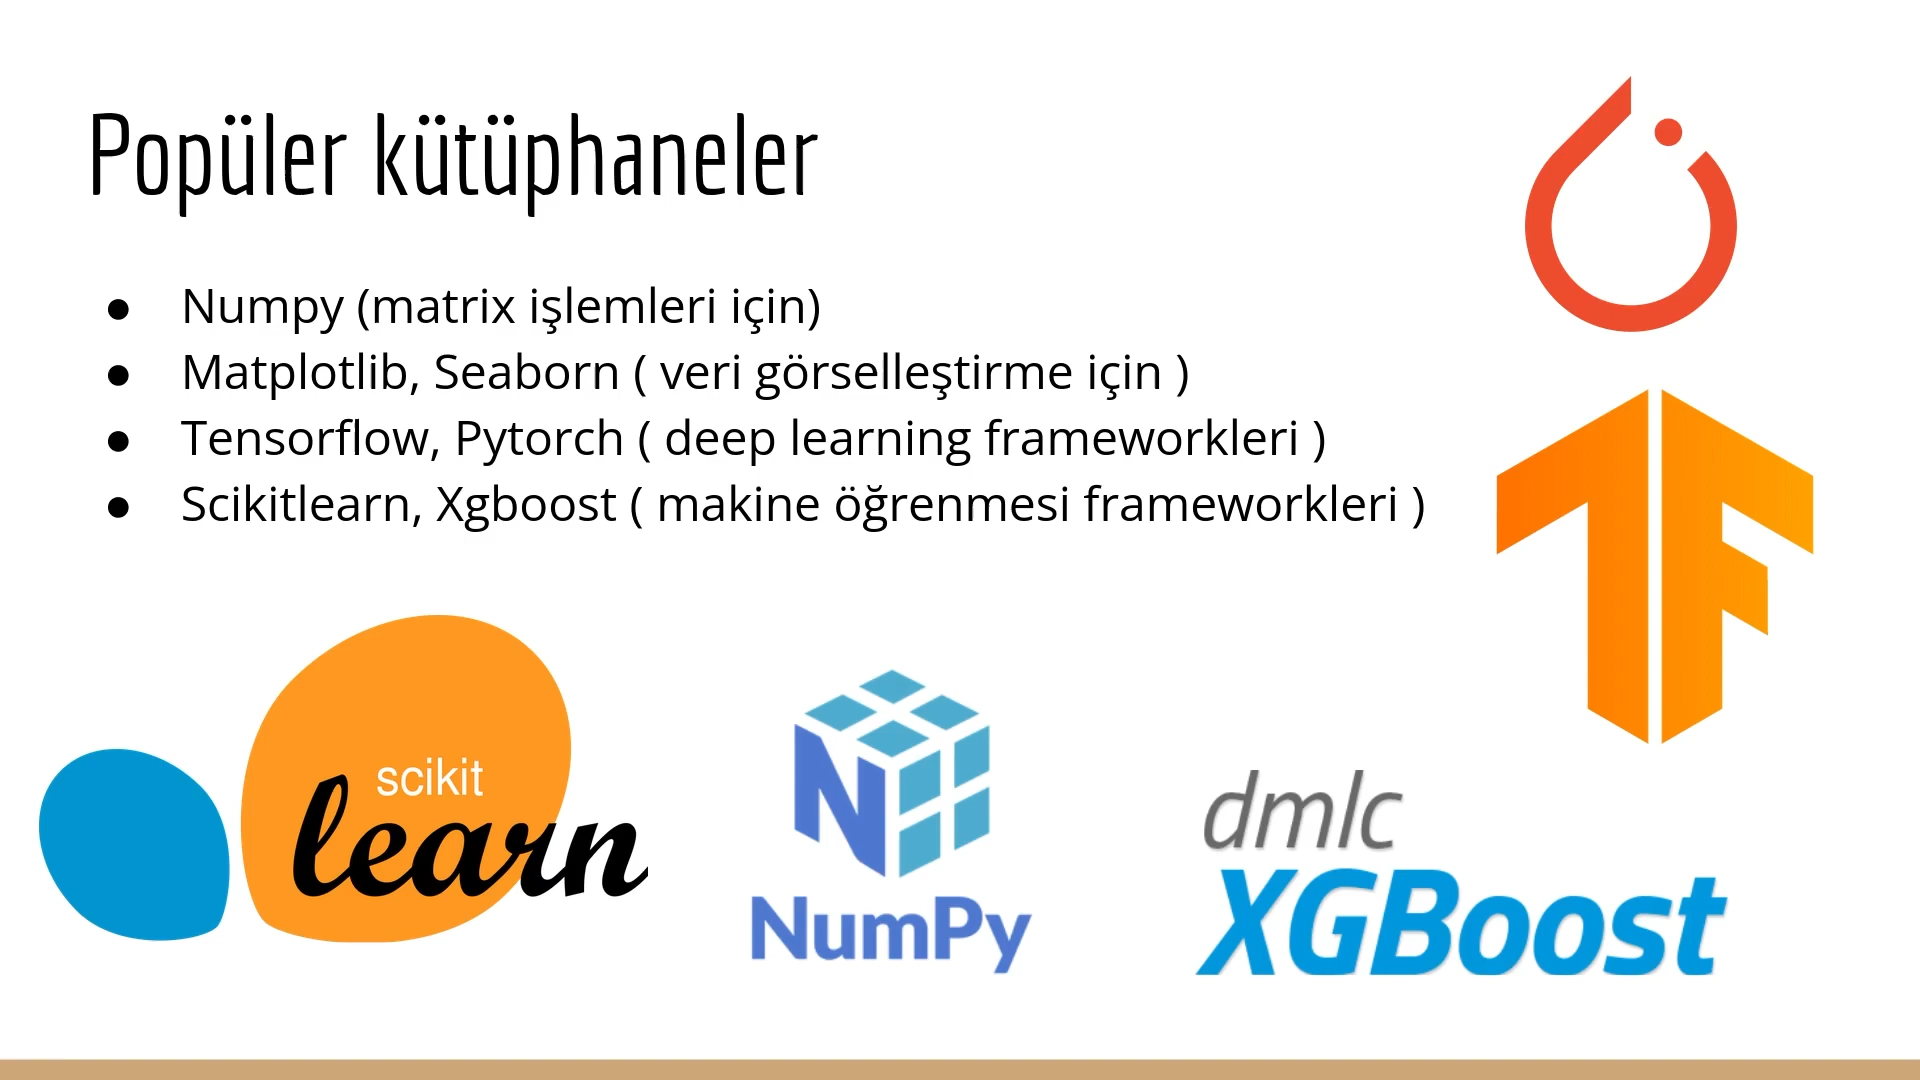 Popüler kütüphaneler
● Numpy (matrix işlemleri için)
● Matplotlib, Seaborn ( veri görselleştirme için )
● Tensorflow, Pytorch ( deep learning frameworkleri )
● Scikitlearn, Xgboost ( makine öğrenmesi frameworkleri )
scikit
learn
NumPy
dmlc
XGBoost